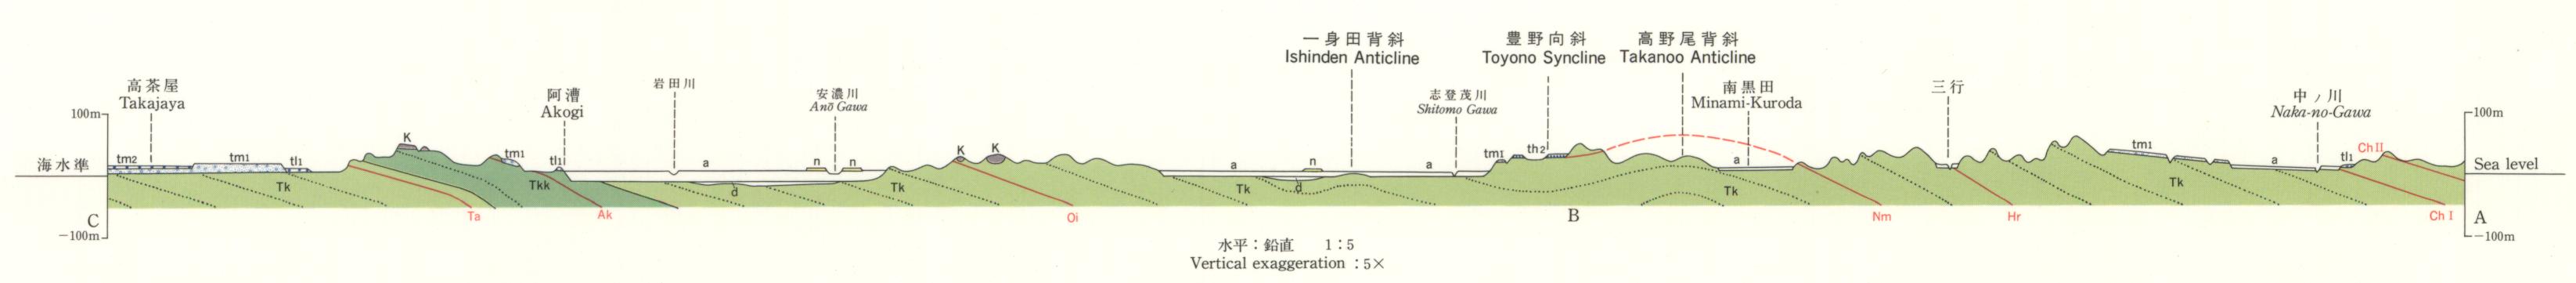 一身田背斜
Ishinden Anticline
豊野向斜
Toyono Syncline
高野尾背斜
Takanoo Anticline
高茶屋
Takajaya
阿漕
Akogi
岩田川
安濃川
Anō Gawa
志登茂川
Shitomo Gawa
南黒田
Minami-Kuroda
三行
中ノ川
Naka-no-Gawa
100m
海水準
C
−100m
tm2
tm1
tl1
Tk
K
Ta
tm1
Tkk
tl1
Ak
a
d
n
n
Tk
K
K
Oi
a
Tk
n
d
a
tm1
th2
B
a
Tk
Nm
Hr
tm1
Tk
a
tl1
Ch II
Ch I
100m
Sea level
A
−100m
水平：鉛直 1：5
Vertical exaggeration : 5×